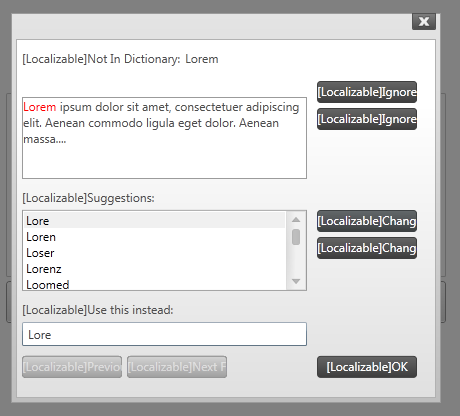 [Localizable]Not In Dictionary: Lorem
Lorem ipsum dolor sit amet, consectetuer adipiscing
elit. Aenean commodo ligula eget dolor. Aenean
massa....
[Localizable]Ignore
[Localizable]Ignore
[Localizable]Suggestions:
Lore
Loren
Loser
Lorenz
Loomed
[Localizable]Chang
[Localizable]Chang
[Localizable]Use this instead:
Lore
[Localizable]Previou
[Localizable]Next F
[Localizable]OK